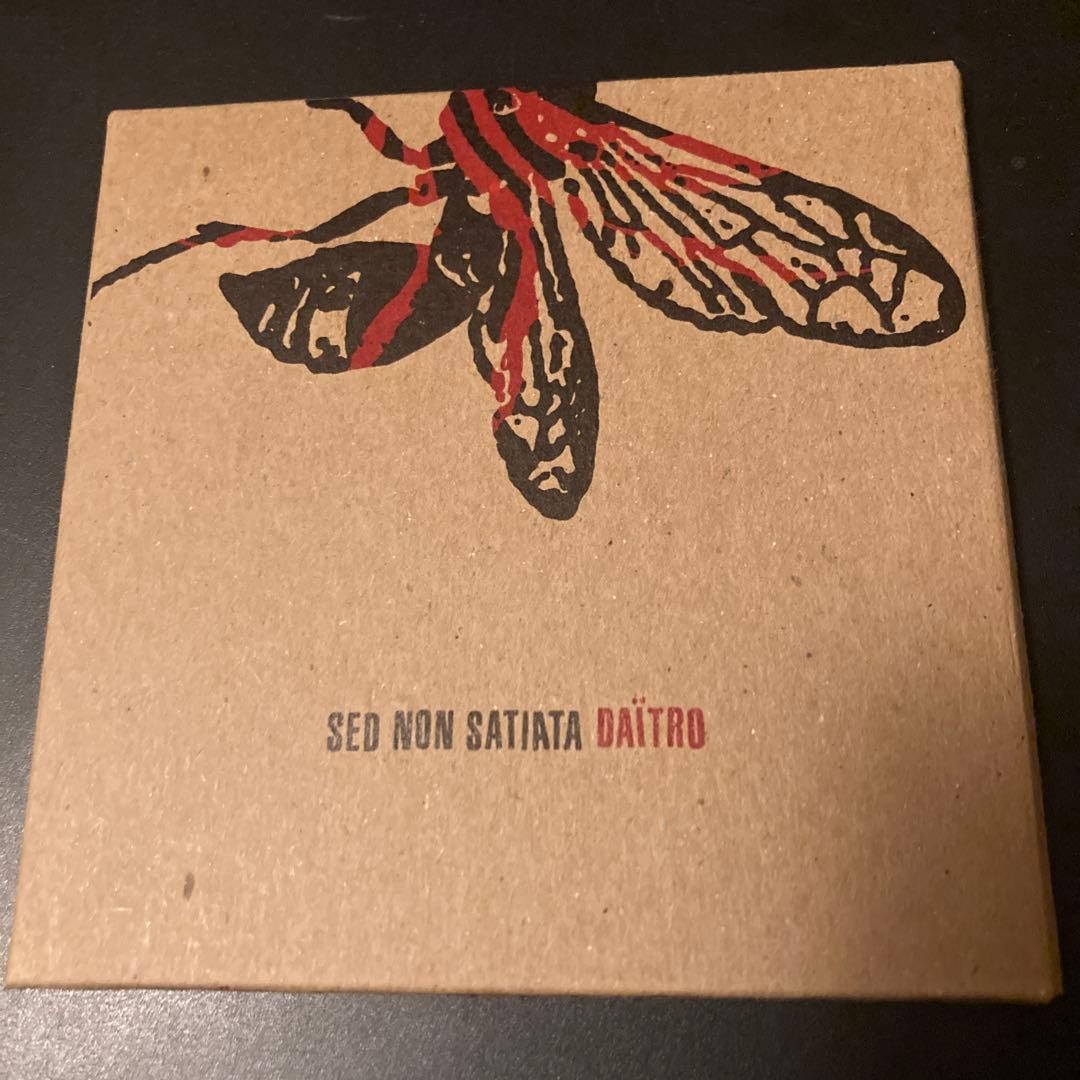 SED NON SATIATA DAÏTRO